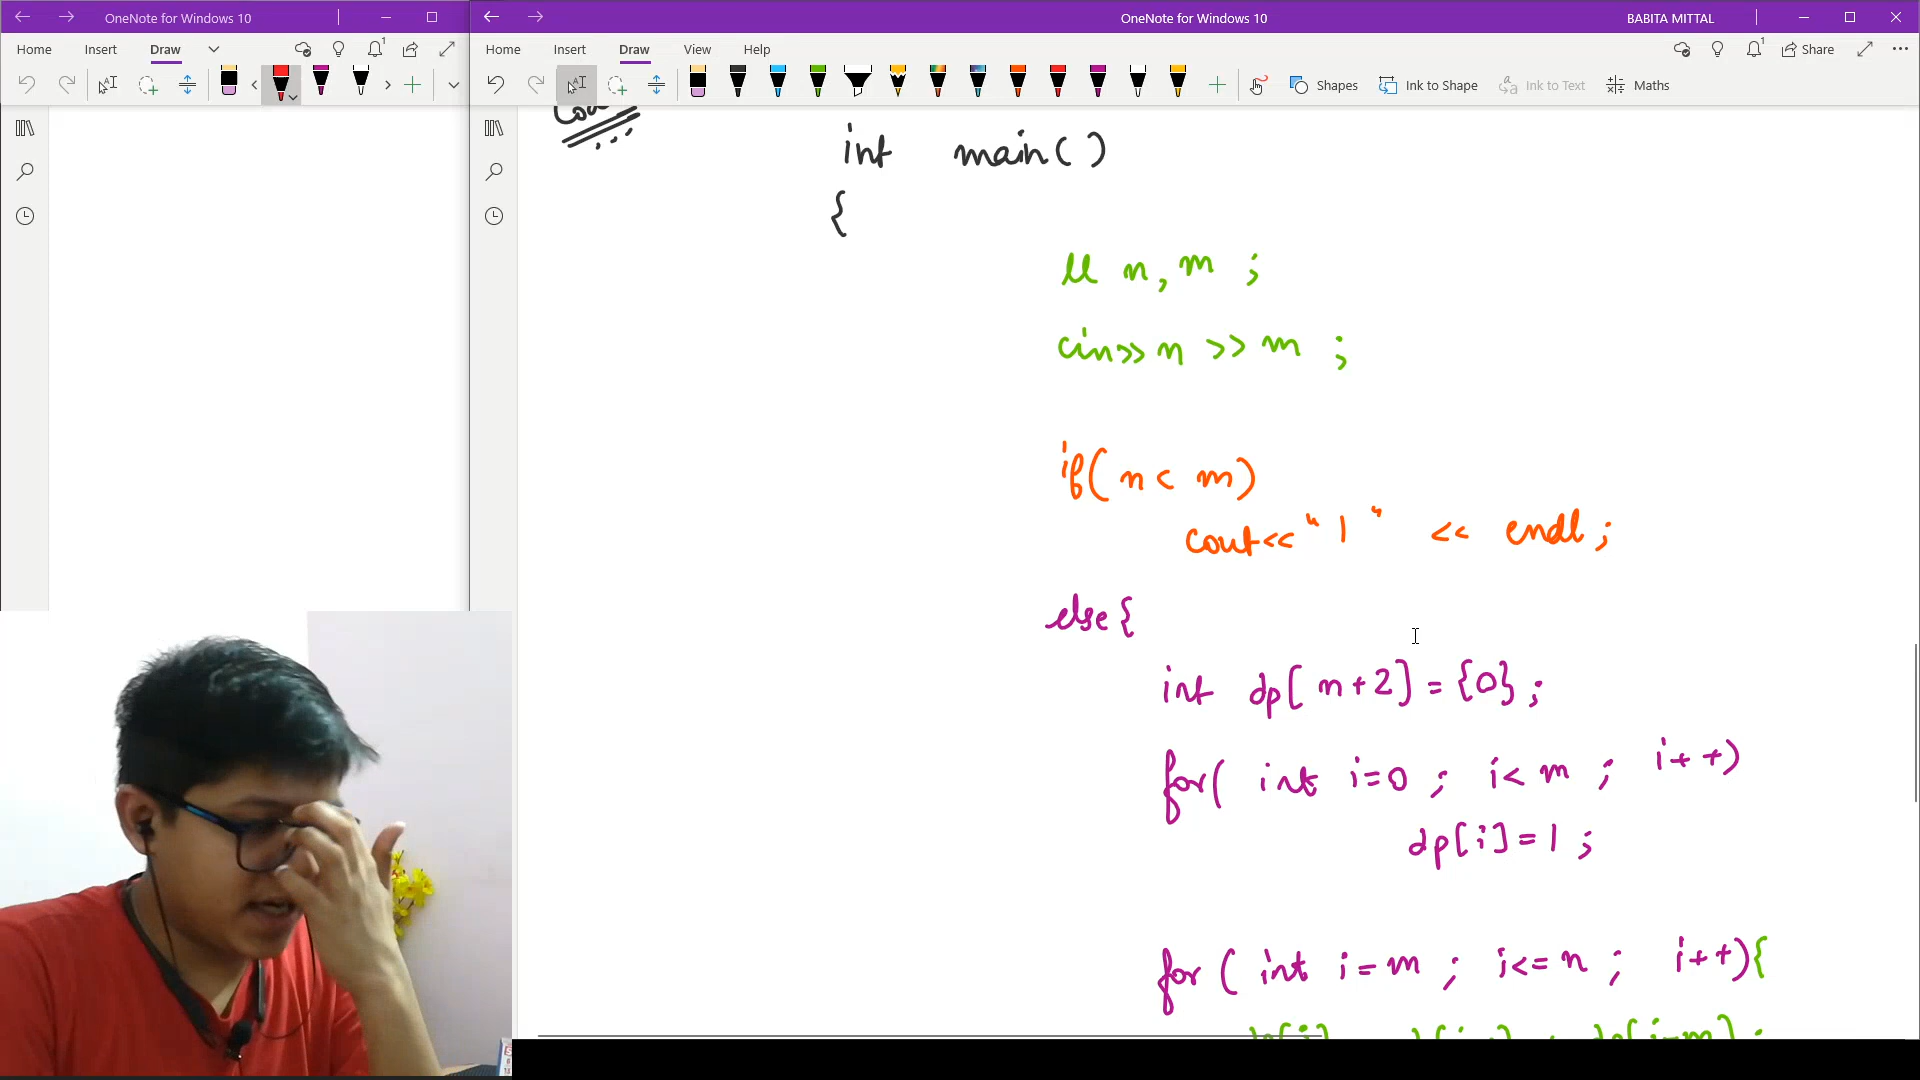 OneNote for Windows 10
OneNote for Windows 10
BABITA MITTAL
Home Insert Draw
Home Insert Draw View Help
Share
Shapes Ink to Shape Ink to Text Maths
int main()
{
ll n, m ;
cin>> n >> m ;
if( n < m)
cout<< "1" << endl ;
else {
int dp[ n+2] = {0} ;
for( int i=0 ; i< m ; i++)
dp[i] = 1 ;
for ( int i = m ; i<= n ; i++){